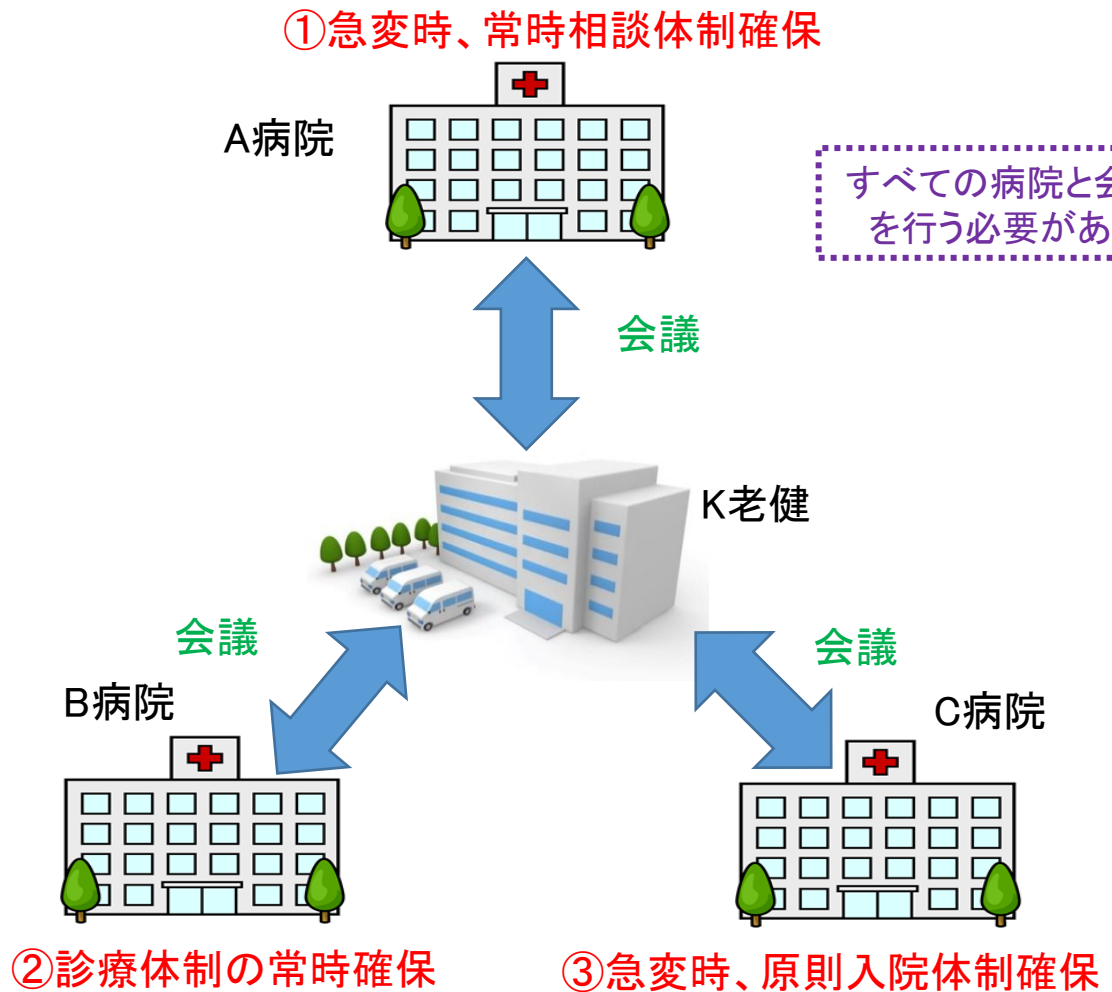 ①急変時、常時相談体制確保
A病院
すべての病院と会
を行う必要があ
会議
K老健
会議
会議
B病院
C病院
②診療体制の常時確保
③急変時、原則入院体制確保